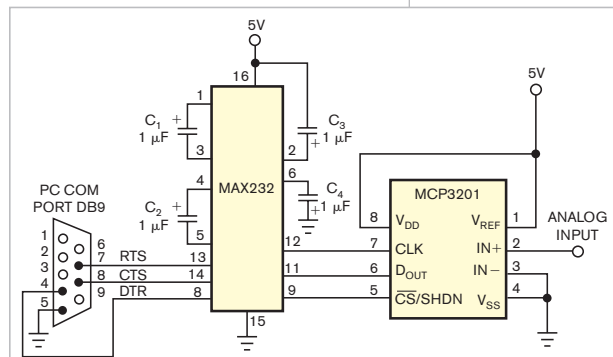 5V
16
1
C1 +
1 µF
3
C3
1 µF
+
2
4
C2 +
1 µF
5
6
C4
1 µF
+
MAX232
PC COM
PORT DB9
1
2
3
4
5
6
7
8
9
RTS
CTS
DTR
13
14
8
15
12
11
9
5V
MCP3201
8 VDD
VREF 1
7 CLK
IN+ 2
6 DOUT
IN− 3
5 CS/SHDN
VSS 4
ANALOG
INPUT